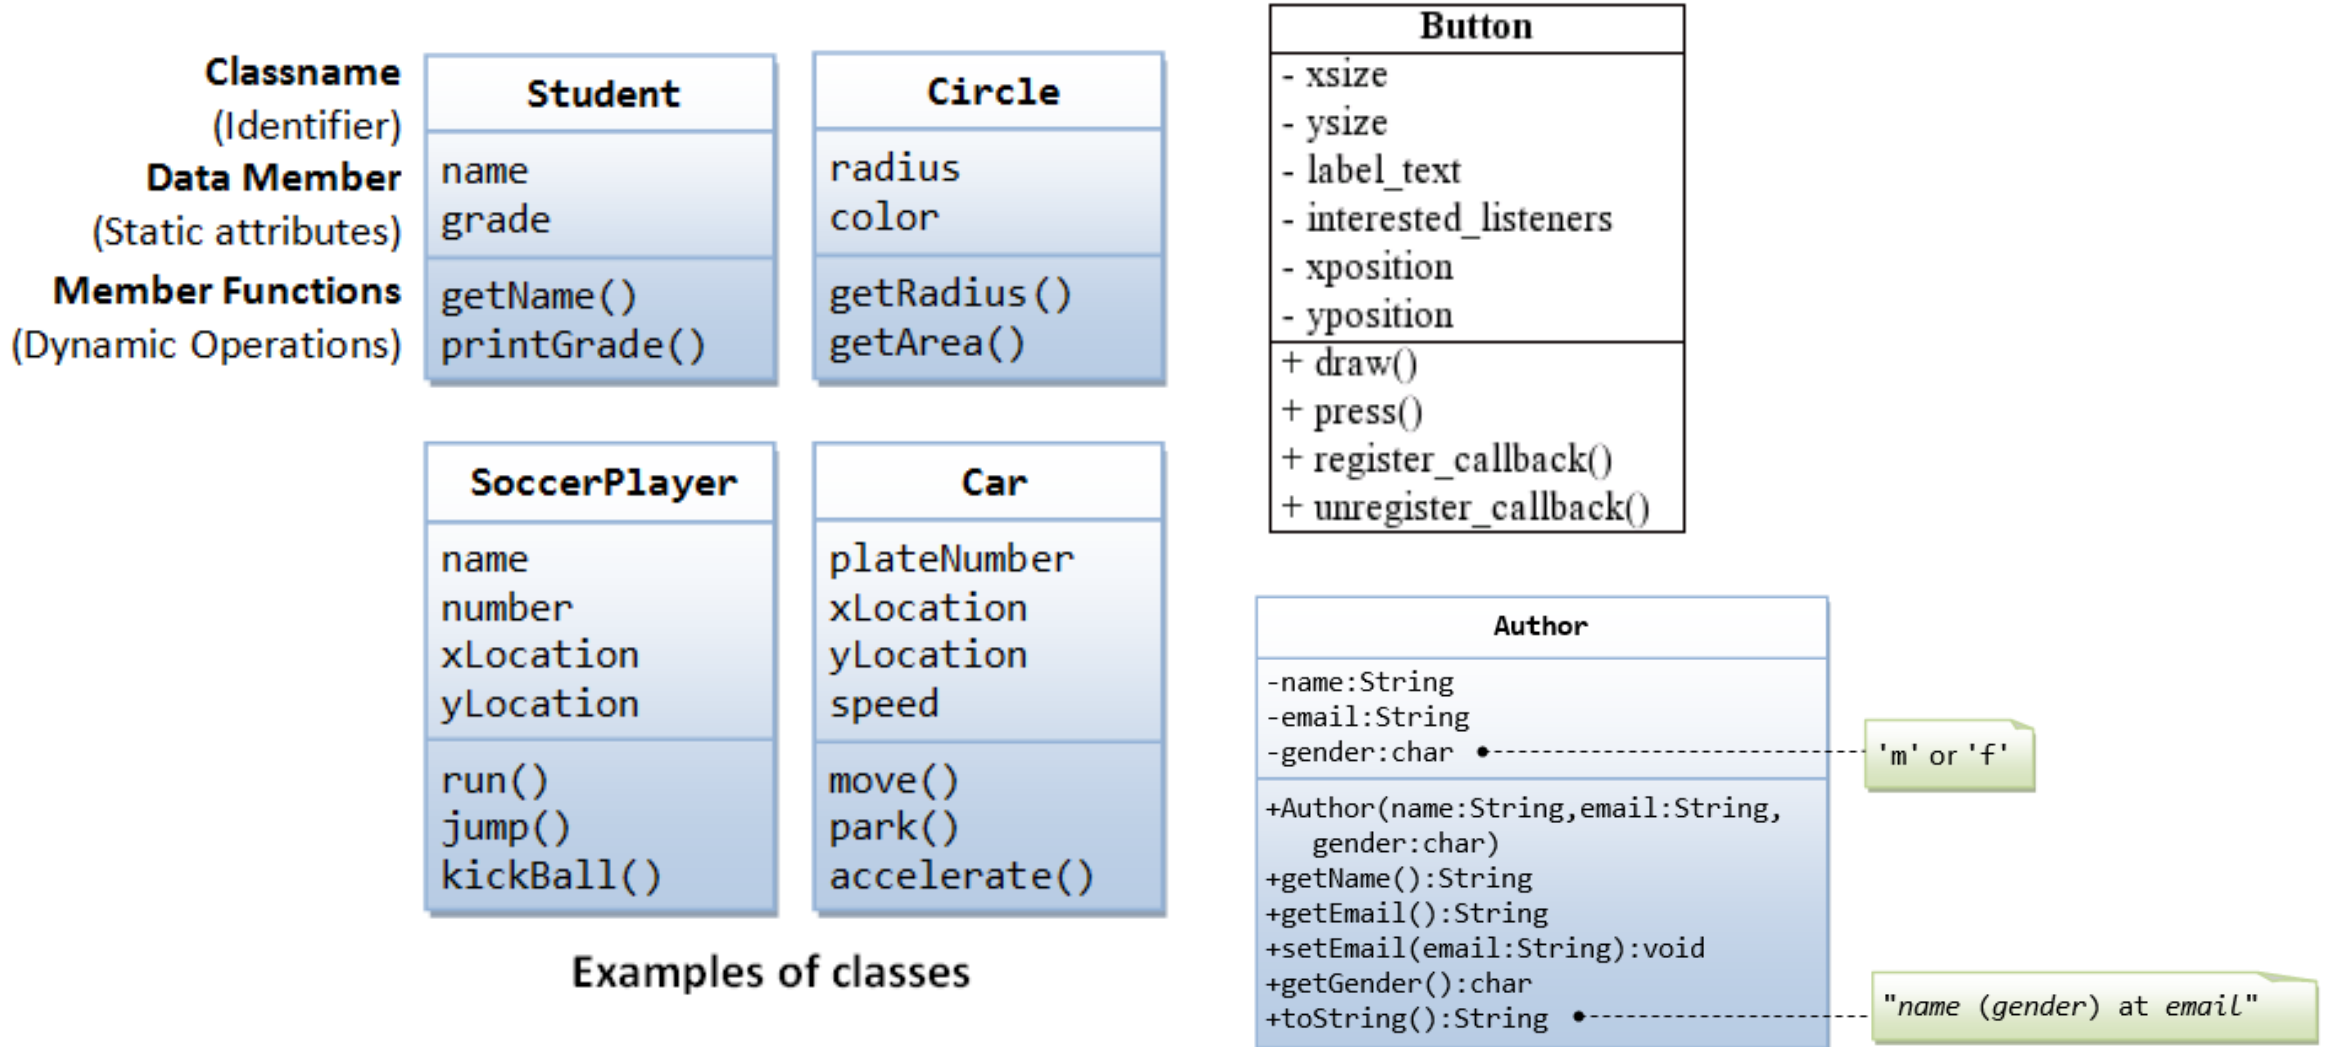 Classname
(Identifier)
Data Member
(Static attributes)
Member Functions
(Dynamic Operations)
Student
name
grade
getName()
printGrade()
Circle
radius
color
getRadius()
getArea()
SoccerPlayer
name
number
xLocation
yLocation
run()
jump()
kickBall()
Car
plateNumber
xLocation
yLocation
speed
move()
park()
accelerate()
Examples of classes
Button
- xsize
- ysize
- label_text
- interested_listeners
- xposition
- yposition
+ draw()
+ press()
+ register_callback()
+ unregister_callback()
Author
-name:String
-email:String
-gender:char
'm' or 'f'
+Author(name:String,email:String,
gender:char)
+getName():String
+getEmail():String
+setEmail(email:String):void
+getGender():char
+toString():String
"name (gender) at email"